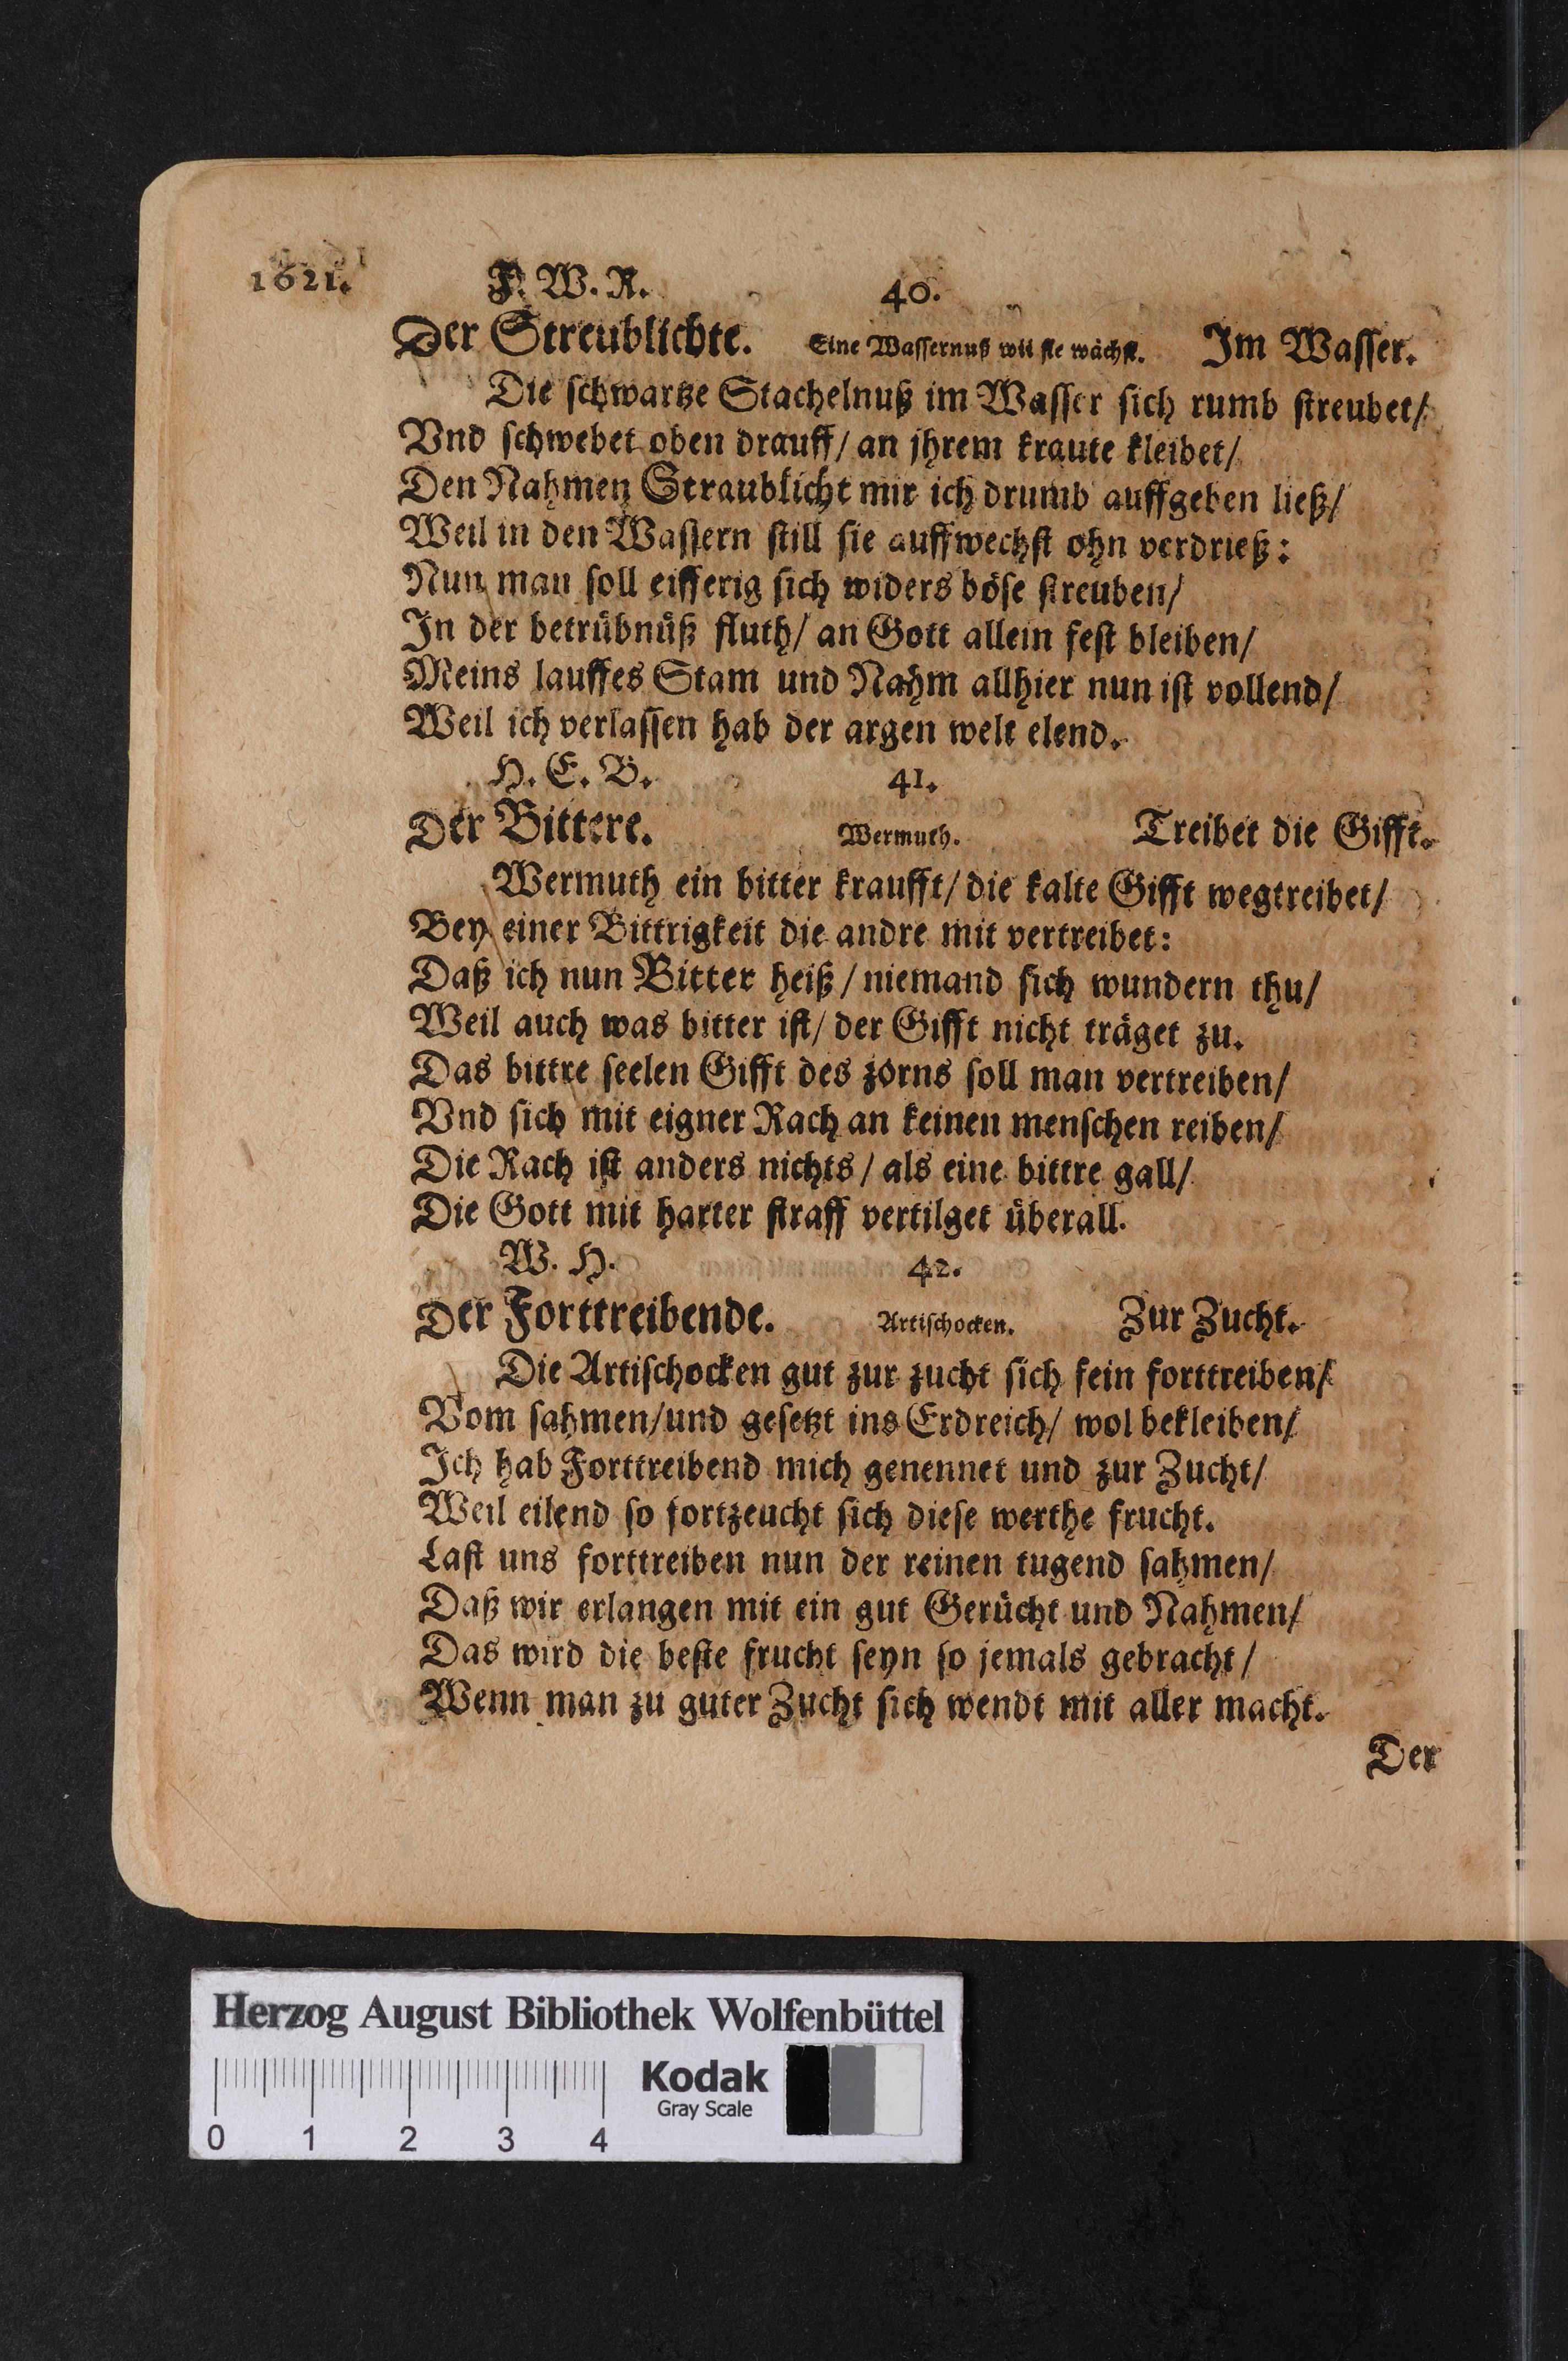 1621. F. W. R. 40.
Der Streublichte. Eine Wassernuß wii sie wächst. Im Wasser.
Die schwartze Stachelnuß im Wasser sich rumb streubet/
Vnd schwebet oben drauff/ an jhrem kraute kleibet/
Den Nahmen Straublicht mir ich drumb auffgeben ließ/
Weil in den Wassern still sie auffwechst ohn verdrieß:
Nun man soll eifferig sich widers böse streuben/
In der betrübnüß fluth/ an Gott allein fest bleiben/
Meins lauffes Stam und Nahm allhier nun ist vollend/
Weil ich verlassen hab der argen welt elend.
H. E. B. 41.
Der Bittere. Wermuth. Treibet die Gifft.
Wermuth ein bitter kraufft/ die kalte Gifft wegtreibet/
Bey einer Bittrigkeit die andre mit vertreibet:
Daß ich nun Bitter heiß/ niemand sich wundern thu/
Weil auch was bitter ist/ der Gifft nicht träget zu.
Das bittre seelen Gifft des zorns soll man vertreiben/
Vnd sich mit eigner Rach an keinen menschen reiben/
Die Rach ist anders nichts/ als eine bittre gall/
Die Gott mit harter straff vertilget überall.
W. H. 42.
Der Forttreibende. Artischocken. Zur Zucht.
Die Artischocken gut zur zucht sich fein forttreiben/
Vom sahmen/ und gesetzt ins Erdreich/ wol bekleiben/
Ich hab Forttreibend mich genennet und zur Zucht/
Weil eilend so fortzeucht sich diese werthe frucht.
Last uns forttreiben nun der reinen tugend sahmen/
Daß wir erlangen mit ein gut Gerücht und Nahmen/
Das wird die beste frucht seyn so jemals gebracht/
Wenn man zu guter Zucht sich wendt mit aller macht.
Der
Herzog August Bibliothek Wolfenbüttel
Kodak
Gray Scale
0 1 2 3 4